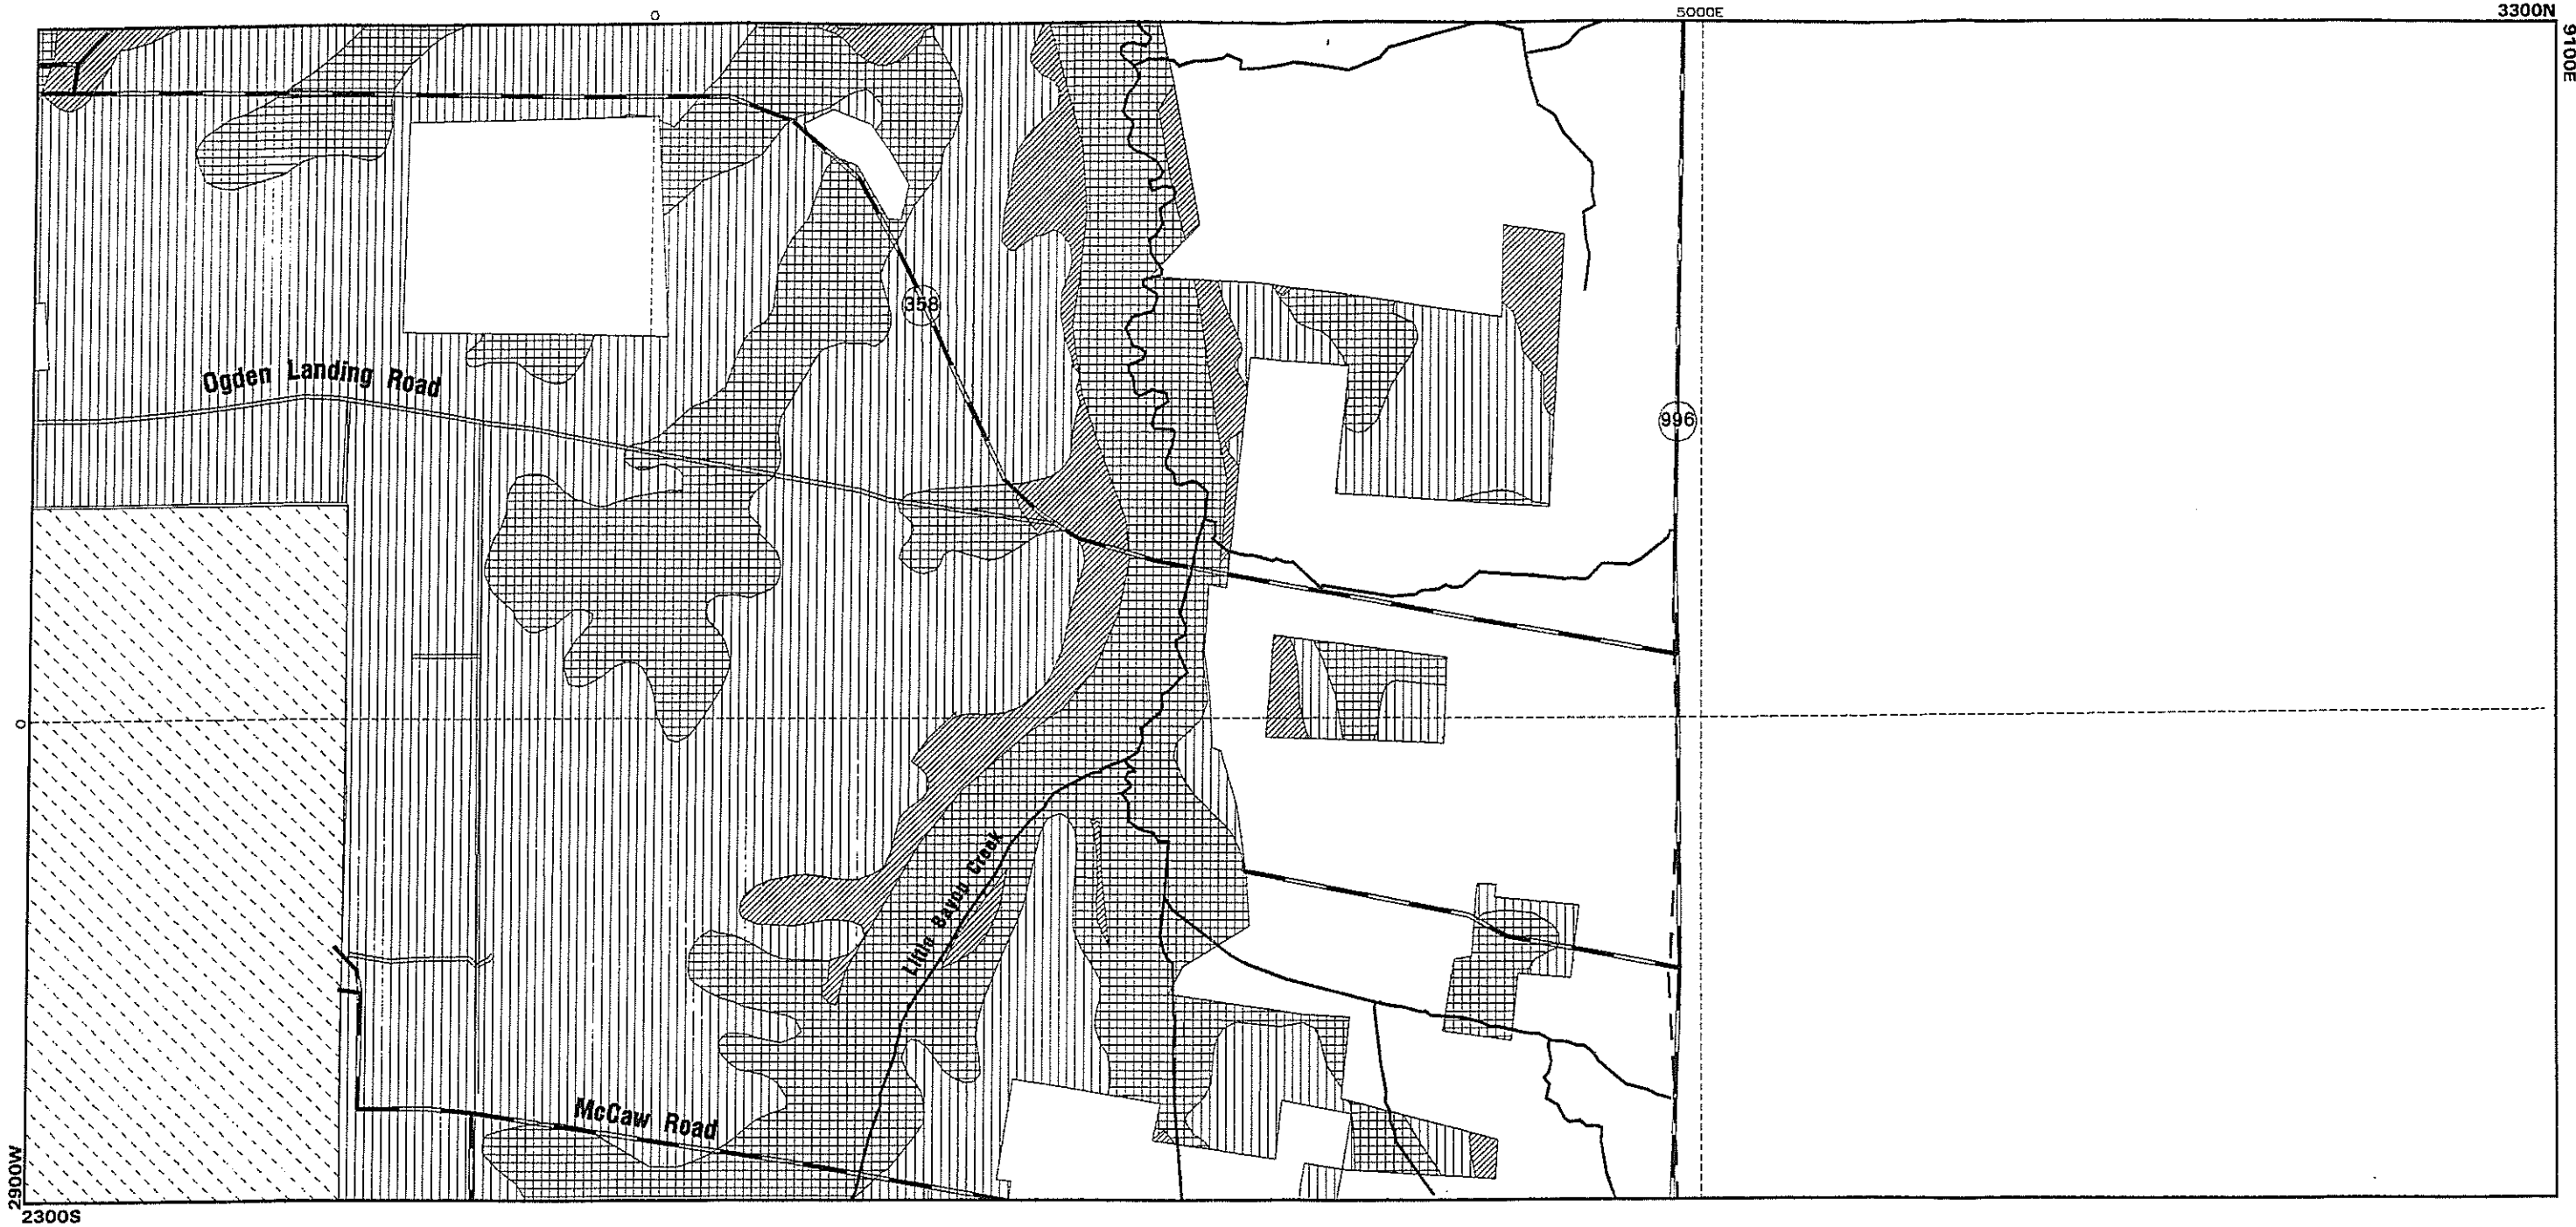 0
5000E
3300N
9100E
358
Ogden Landing Road
996
0
Little Bayou Creek
McCaw Road
2900W
2300S